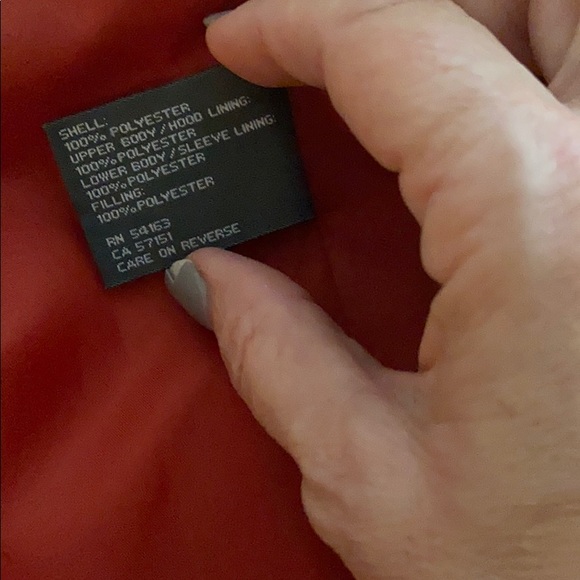 SHELL:
100% POLYESTER
UPPER BODY/HOOD LINING:
100% POLYESTER
LOWER BODY/SLEEVE LINING:
100% POLYESTER
FILLING:
100% POLYESTER
RN 54163
CA 57151
CARE ON REVERSE